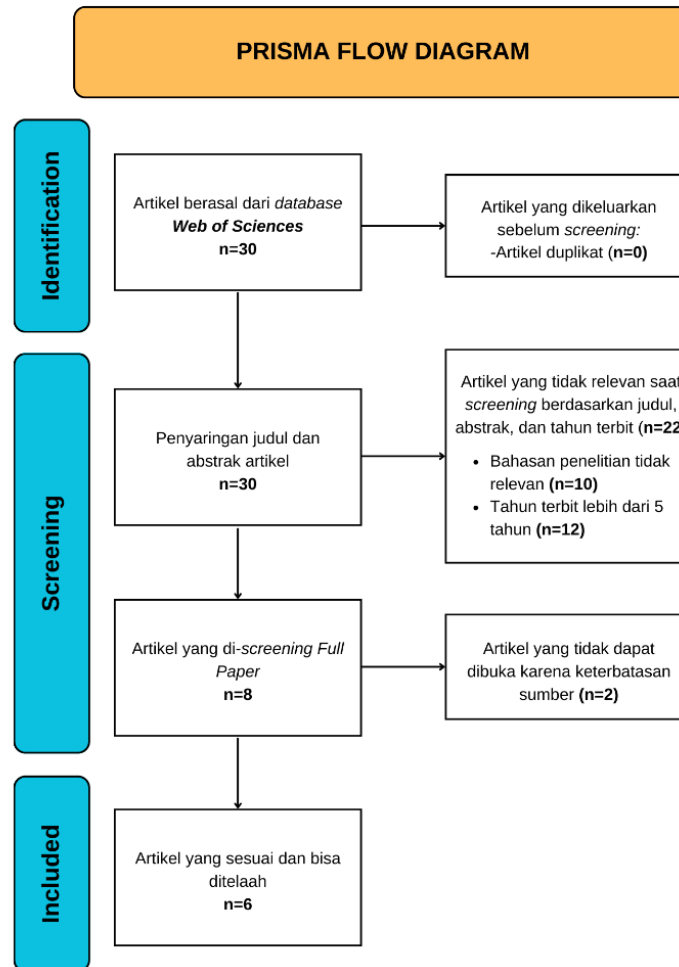 PRISMA FLOW DIAGRAM
Identification
Artikel berasal dari database
Web of Sciences
n=30
Artikel yang dikeluarkan
sebelum screening:
-Artikel duplikat (n=0)
Screening
Penyaringan judul dan
abstrak artikel
n=30
Artikel yang tidak relevan saat
screening berdasarkan judul,
abstrak, dan tahun terbit (n=22
• Bahasan penelitian tidak
relevan (n=10)
• Tahun terbit lebih dari 5
tahun (n=12)
Artikel yang di-screening Full
Paper
n=8
Artikel yang tidak dapat
dibuka karena keterbatasan
sumber (n=2)
Included
Artikel yang sesuai dan bisa
ditelaah
n=6